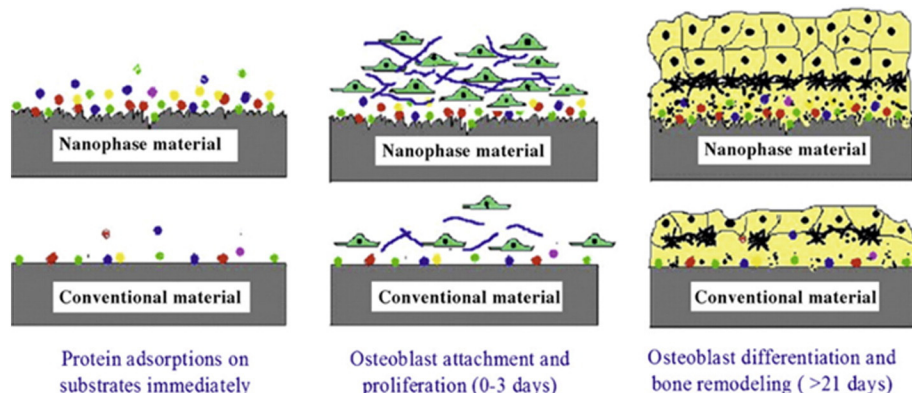 Nanophase material
Nanophase material
Nanophase material
Conventional material
Conventional material
Conventional material
Protein adsorptions on
substrates immediately
Osteoblast attachment and
proliferation (0-3 days)
Osteoblast differentiation and
bone remodeling ( >21 days)